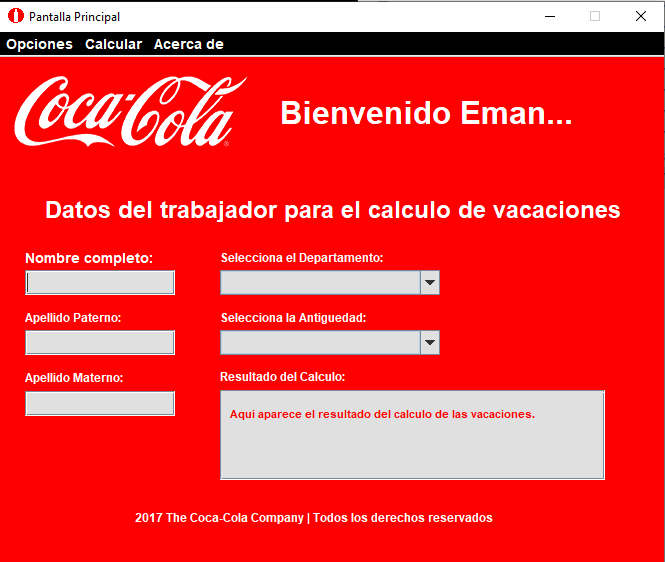 Pantalla Principal
Opciones Calcular Acerca de
Coca-Cola ®
Bienvenido Eman...
Datos del trabajador para el calculo de vacaciones
Nombre completo:
Selecciona el Departamento:
Apellido Paterno:
Selecciona la Antiguedad:
Apellido Materno:
Resultado del Calculo:
Aqui aparece el resultado del calculo de las vacaciones.
2017 The Coca-Cola Company | Todos los derechos reservados